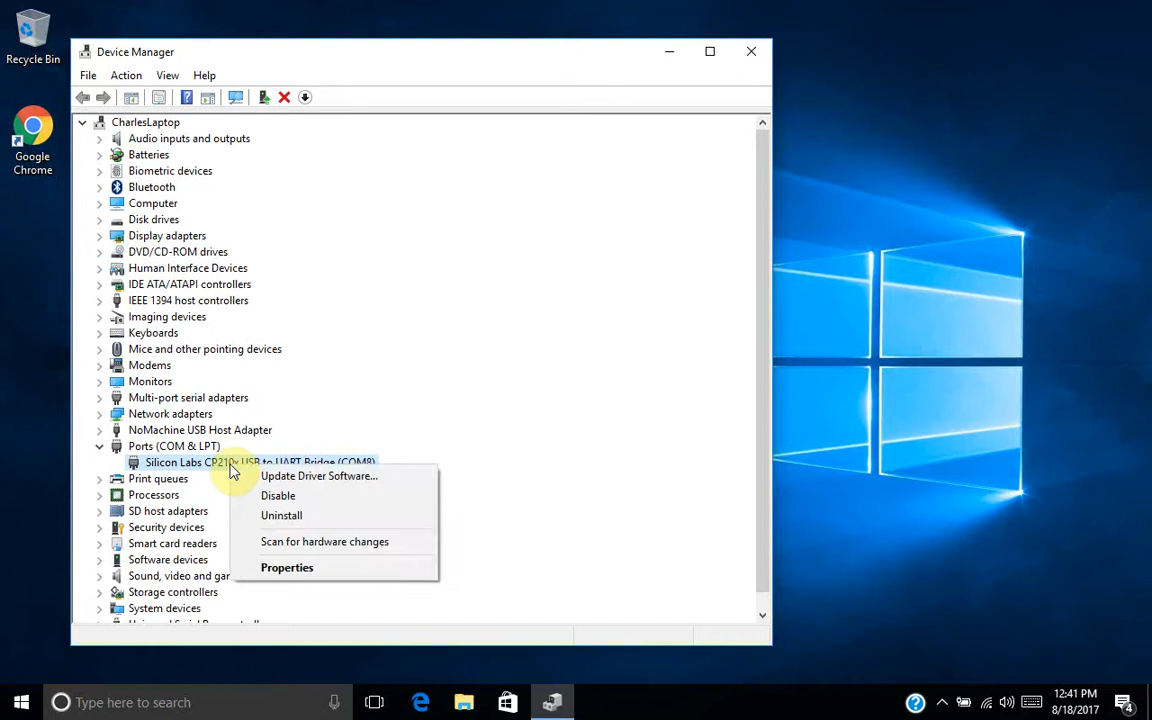 Recycle Bin
Google
Chrome
Device Manager
File Action View Help
CharlesLaptop
Audio inputs and outputs
Batteries
Biometric devices
Bluetooth
Computer
Disk drives
Display adapters
DVD/CD-ROM drives
Human Interface Devices
IDE ATA/ATAPI controllers
IEEE 1394 host controllers
Imaging devices
Keyboards
Mice and other pointing devices
Modems
Monitors
Multi-port serial adapters
Network adapters
NoMachine USB Host Adapter
Ports (COM & LPT)
Silicon Labs CP210x USB to UART Bridge (COM8)
Print queues
Processors
SD host adapters
Security devices
Smart card readers
Software devices
Sound, video and gar
Storage controllers
System devices
Update Driver Software...
Disable
Uninstall
Scan for hardware changes
Properties
Type here to search
12:41 PM
8/18/2017
4